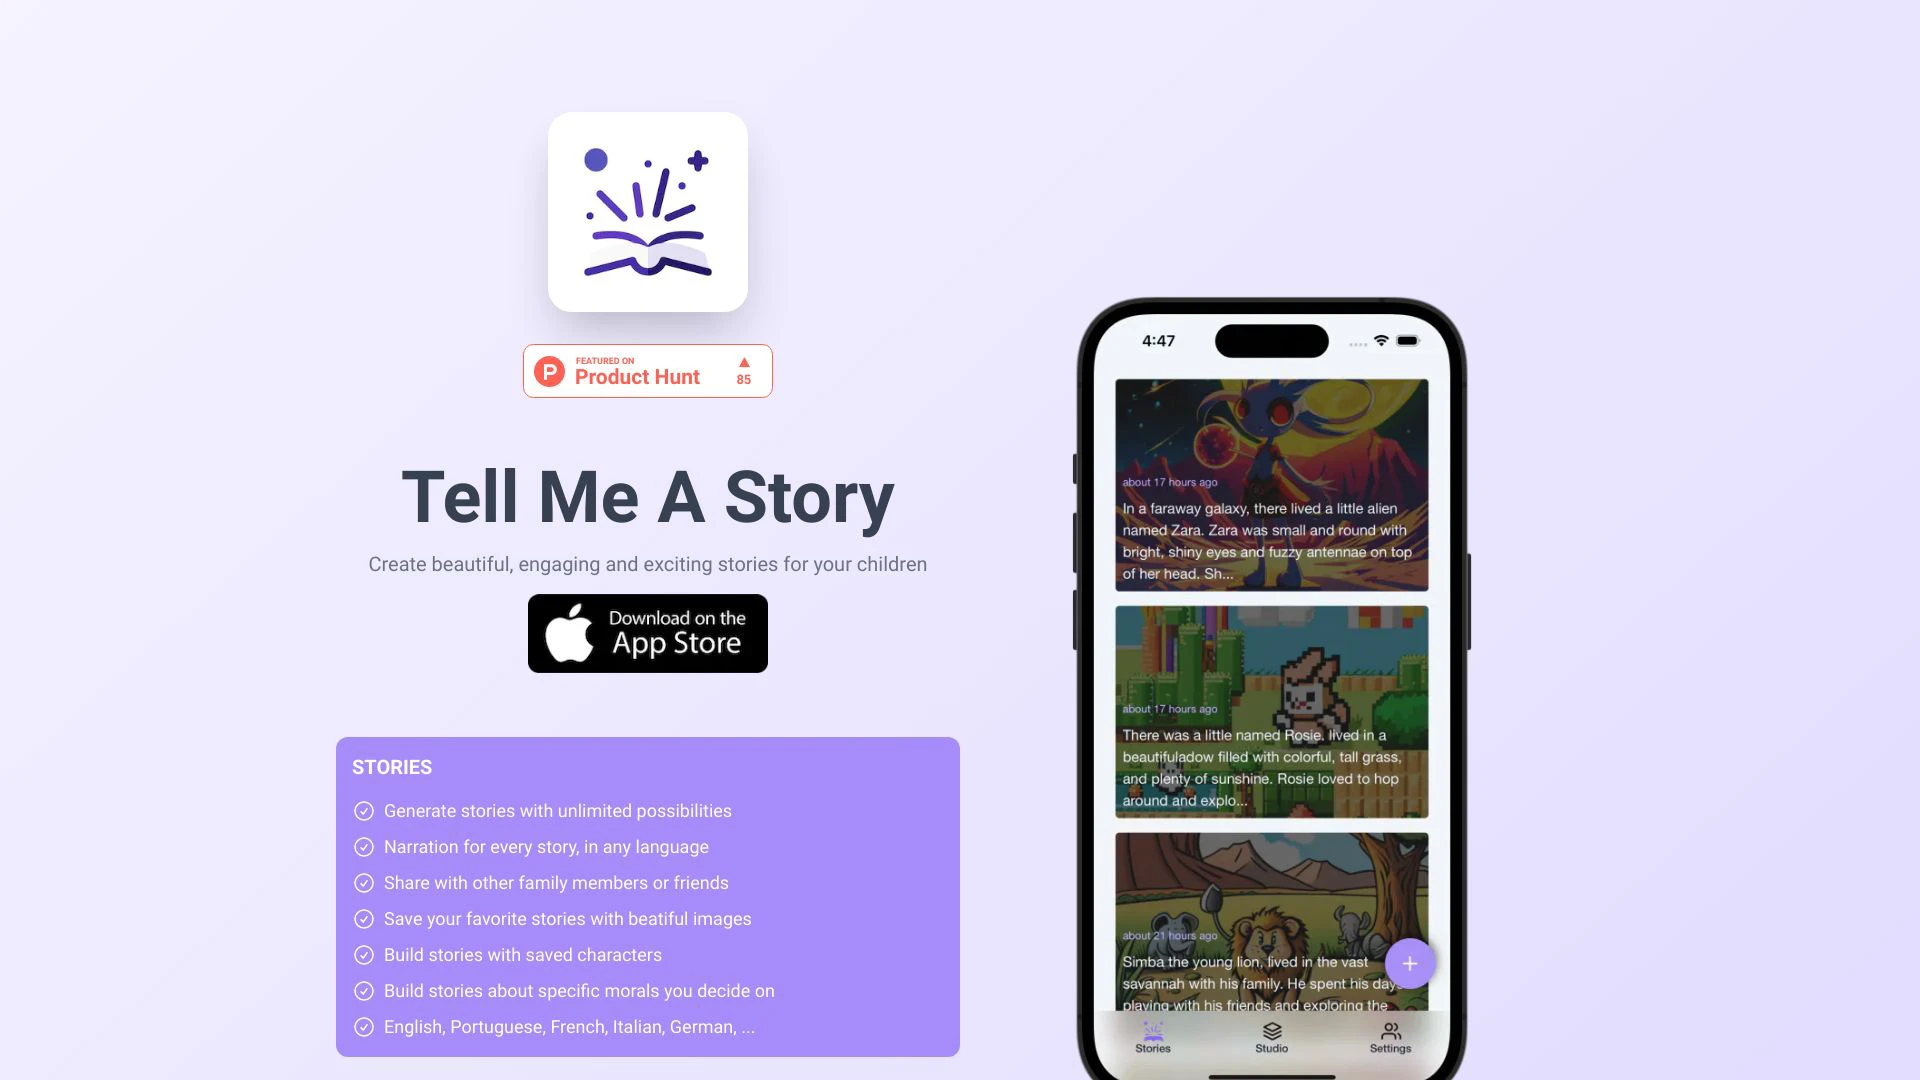 FEATURED ON
Product Hunt
85
Tell Me A Story
Create beautiful, engaging and exciting stories for your children
Download on the
App Store
STORIES
Generate stories with unlimited possibilities
Narration for every story, in any language
Share with other family members or friends
Save your favorite stories with beatiful images
Build stories with saved characters
Build stories about specific morals you decide on
English, Portuguese, French, Italian, German, ...
4:47
about 17 hours ago
In a faraway galaxy, there lived a little alien
named Zara. Zara was small and round with
bright, shiny eyes and fuzzy antennae on top
of her head. Sh...
about 17 hours ago
There was a little named Rosie. lived in a
beautifuladow filled with colorful, tall grass,
and plenty of sunshine. Rosie loved to hop
around and explo...
about 21 hours ago
Simba the young lion, lived in the vast
savannah with his family. He spent his days
playing with his friends and exploring the
Stories
Studio
Settings